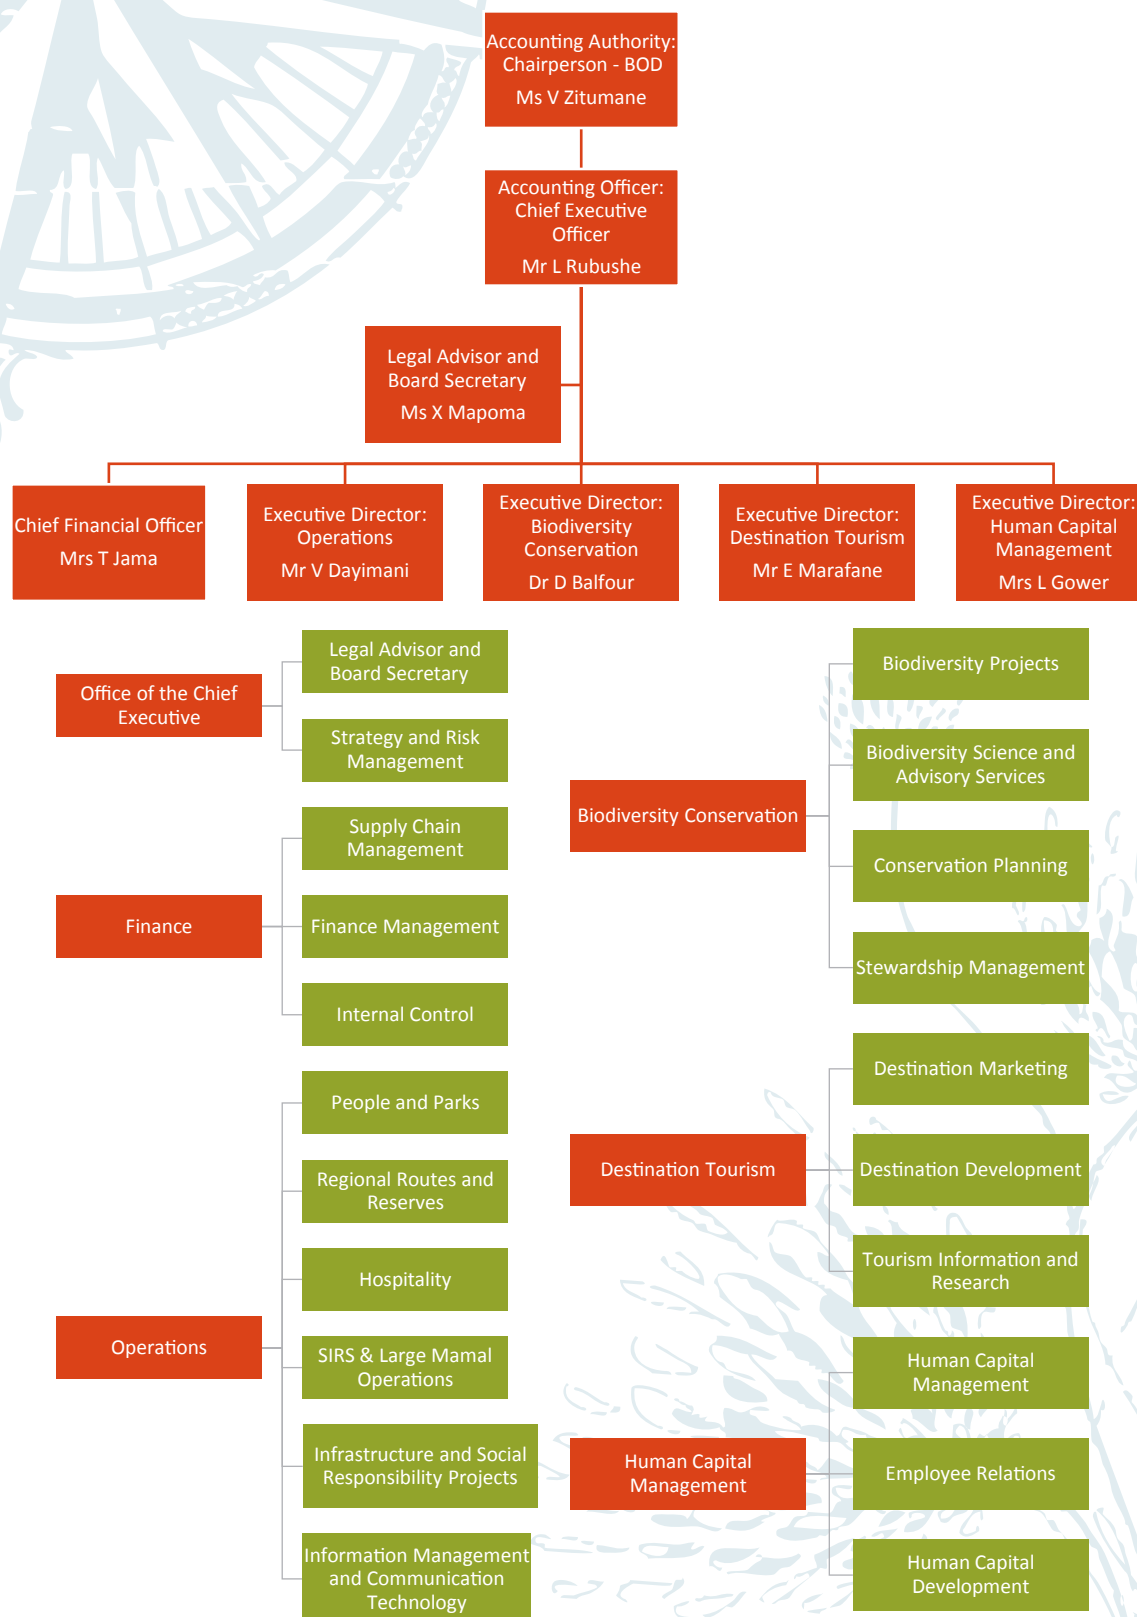 Accounting Authority:
Chairperson - BOD
Ms V Zitumane
Accounting Officer:
Chief Executive
Officer
Mr L Rubushe
Legal Advisor and
Board Secretary
Ms X Mapoma
Chief Financial Officer
Mrs T Jama
Executive Director:
Operations
Mr V Dayimani
Executive Director:
Biodiversity
Conservation
Dr D Balfour
Executive Director:
Destination Tourism
Mr E Marafane
Executive Director:
Human Capital
Management
Mrs L Gower
Office of the Chief
Executive
Legal Advisor and
Board Secretary
Strategy and Risk
Management
Finance
Supply Chain
Management
Finance Management
Internal Control
Operations
People and Parks
Regional Routes and
Reserves
Hospitality
SIRS & Large Mamal
Operations
Infrastructure and Social
Responsibility Projects
Information Management
and Communication
Technology
Biodiversity Conservation
Biodiversity Projects
Biodiversity Science and
Advisory Services
Conservation Planning
Stewardship Management
Destination Tourism
Destination Marketing
Destination Development
Tourism Information and
Research
Human Capital
Management
Human Capital
Management
Employee Relations
Human Capital
Development